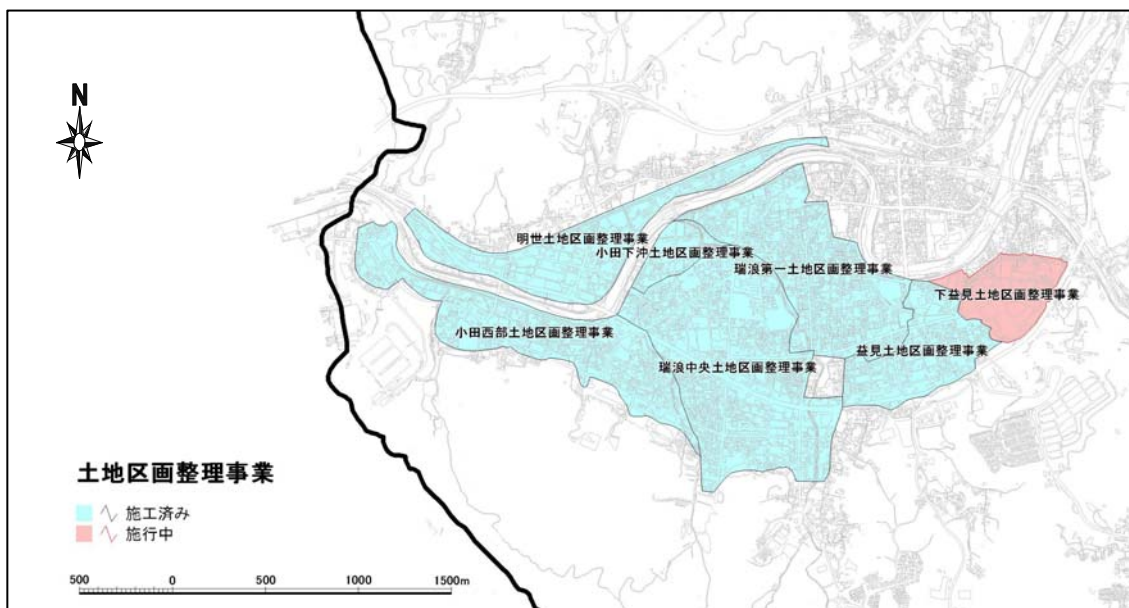 N
明世土地区画整理事業
小田下沖土地区画整理事業
瑞浪第一土地区画整理事業
下益見土地区画整理事業
小田西部土地区画整理事業
益見土地区画整理事業
瑞浪中央土地区画整理事業
土地区画整理事業
施工済み
施行中
500 0 500 1000 1500m